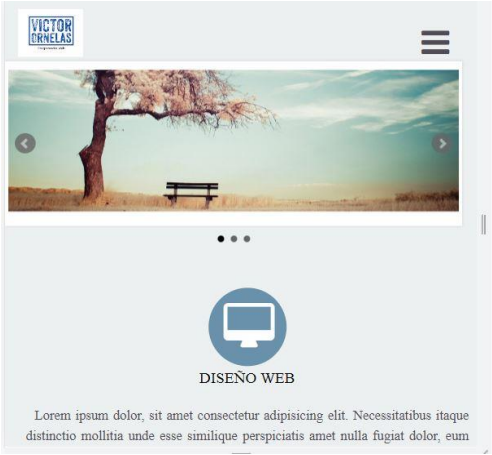 VICTOR
ORNELAS
DISEÑO WEB
Lorem ipsum dolor, sit amet consectetur adipisicing elit. Necessitatibus itaque
distinctio mollitia unde esse similique perspiciatis amet nulla fugiat dolor, eum